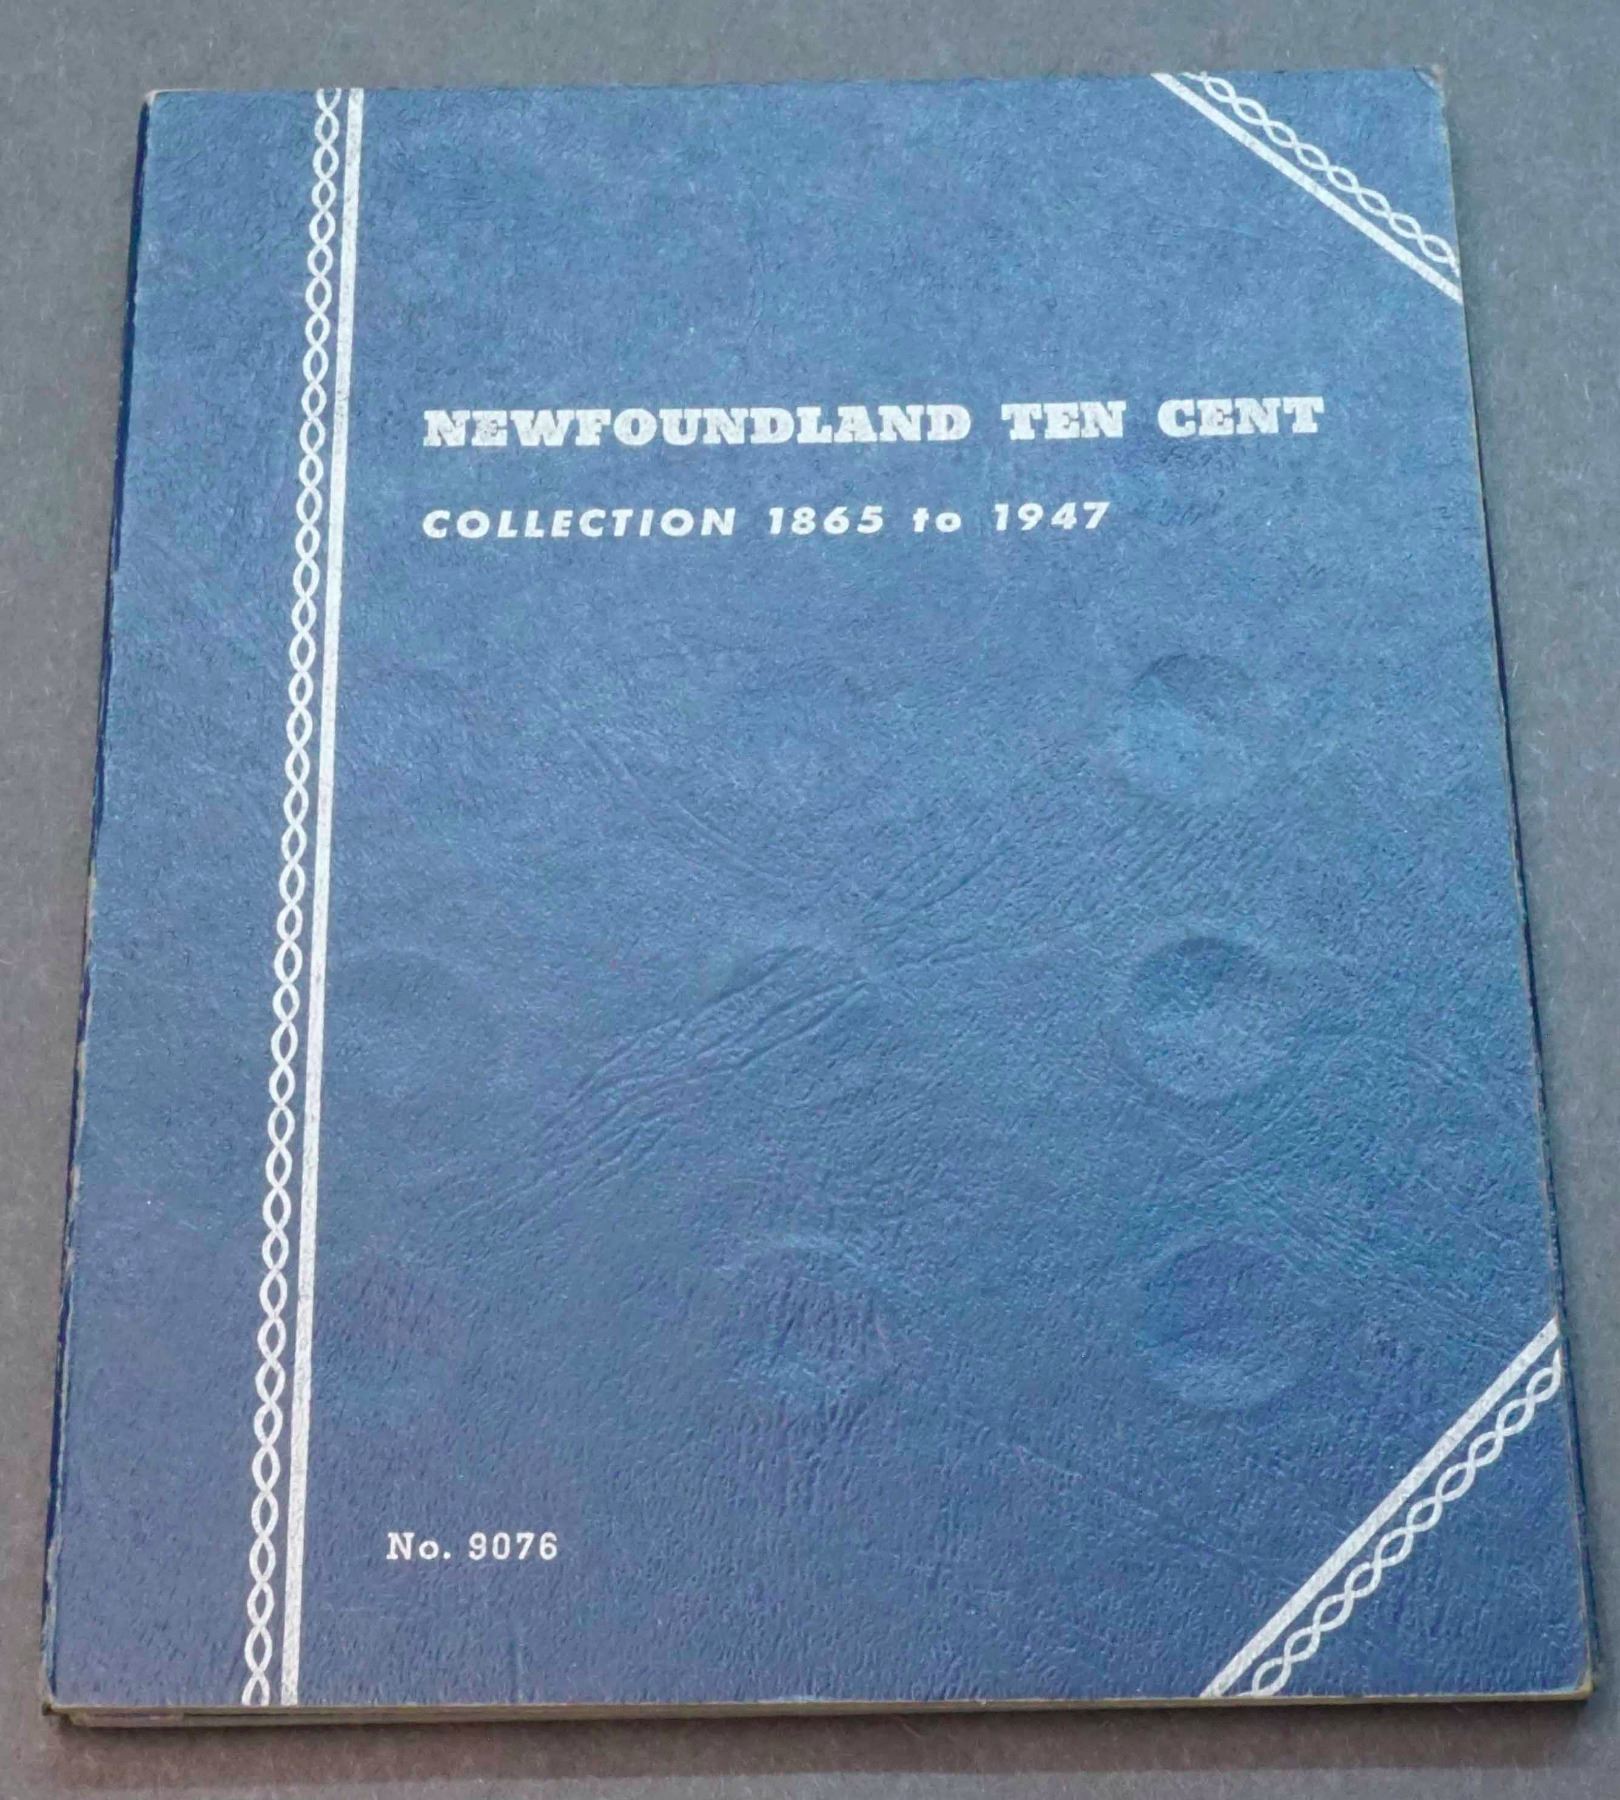 NEWFOUNDLAND TEN CENT
COLLECTION 1865 to 1947
No. 9076